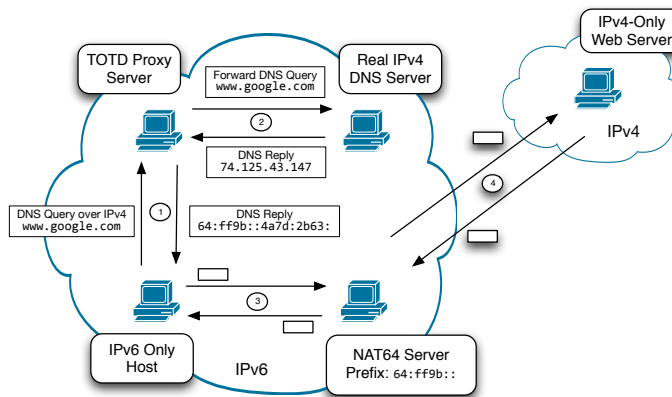 TOTD Proxy
Server
Forward DNS Query
www.google.com
Real IPv4
DNS Server
IPv4-Only
Web Server
2
DNS Reply
74.125.43.147
IPv4
4
DNS Query over IPv4
www.google.com
1
DNS Reply
64:ff9b::4a7d:2b63:
3
IPv6 Only
Host
IPv6
NAT64 Server
Prefix: 64:ff9b::